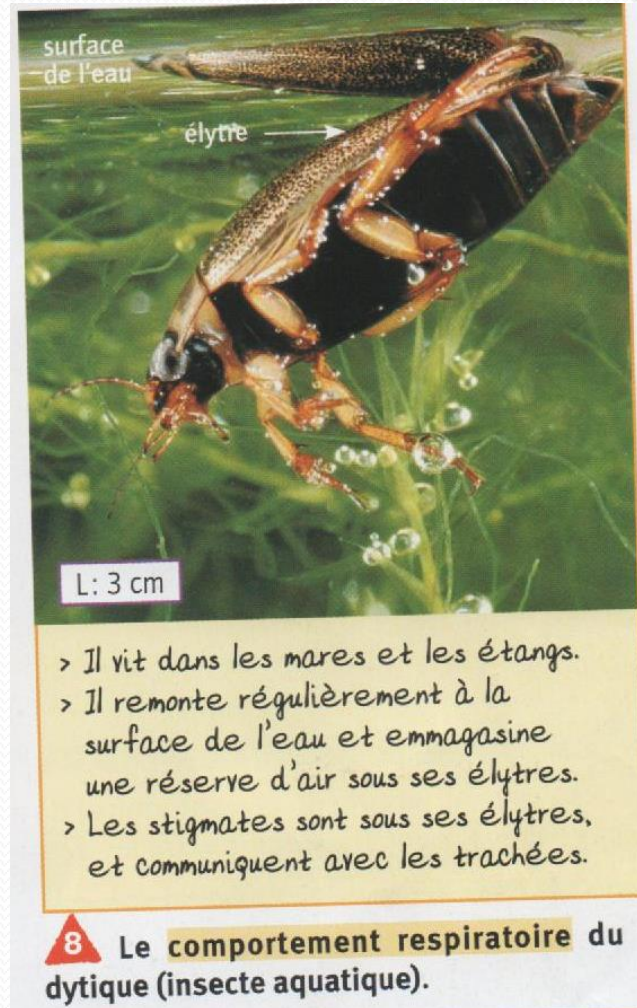 surface
de l'eau
élytre
L: 3 cm
> Il vit dans les mares et les étangs.
> Il remonte régulièrement à la
surface de l'eau et emmagasine
une réserve d'air sous ses élytres.
> Les stigmates sont sous ses élytres,
et communiquent avec les trachées.
8 Le comportement respiratoire du
dytique (insecte aquatique).